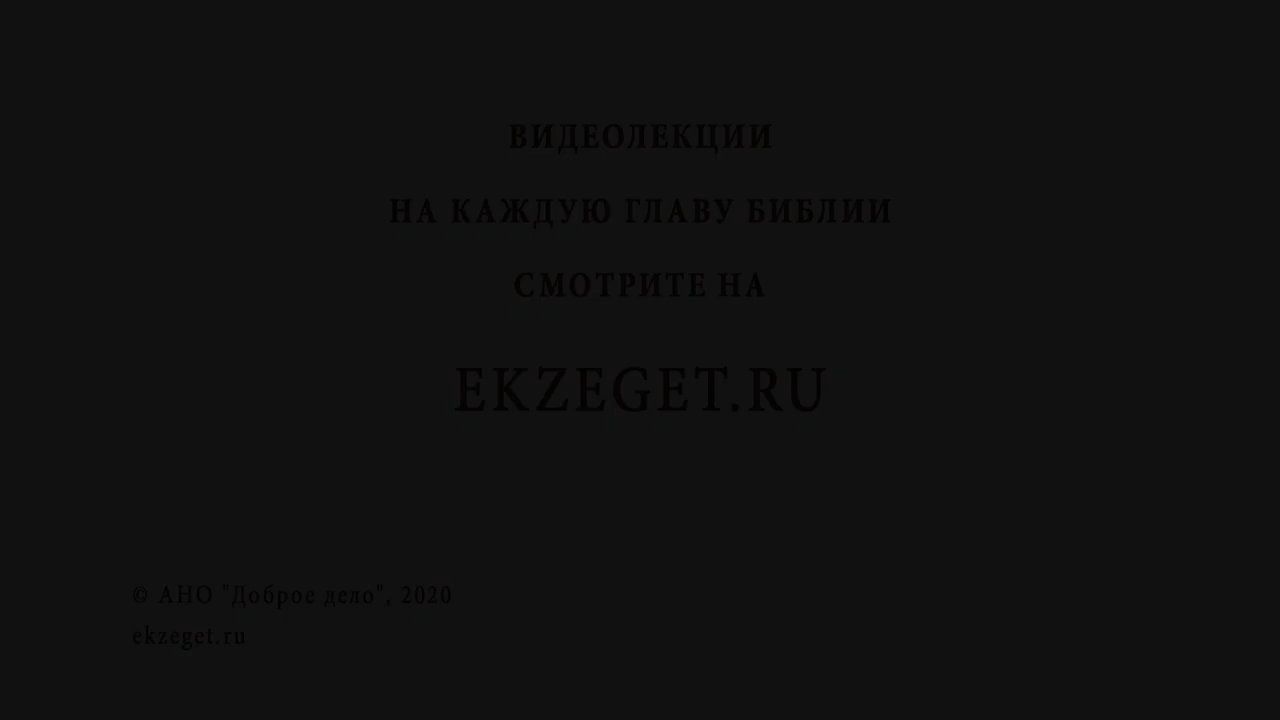 ВИДЕОЛЕКЦИИ
НА КАЖДУЮ ГЛАВУ БИБЛИИ
СМОТРИТЕ НА
EKZEGET.RU
© АНО "Доброе дело", 2020
ekzeget.ru